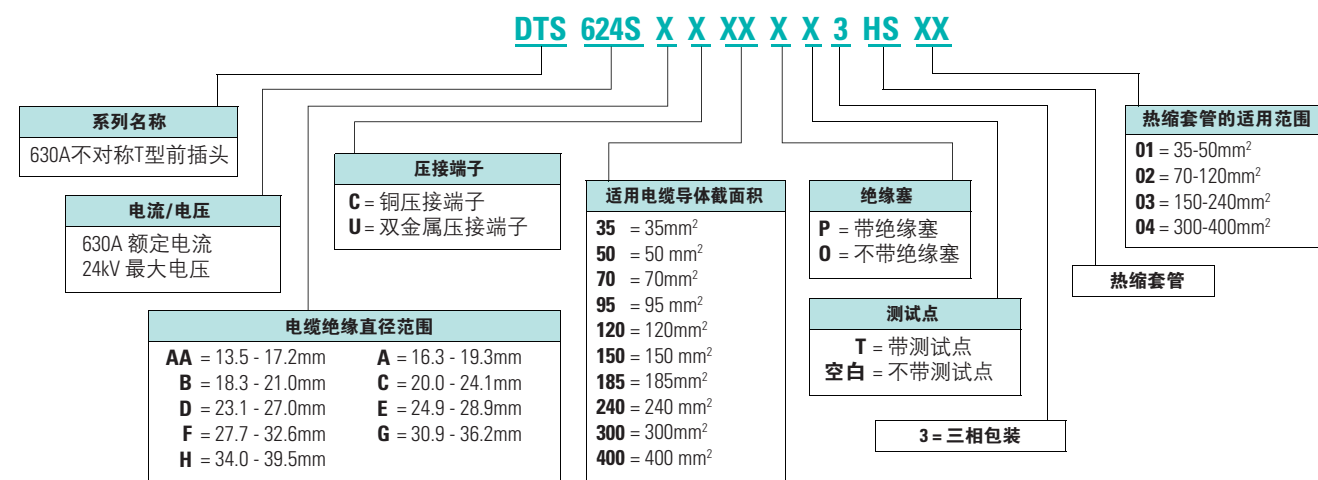 DTS 624S X X XX X X 3 HS XX
系列名称
630A不对称T型前插头
电流/电压
630A 额定电流
24kV 最大电压
电缆绝缘直径范围
AA = 13.5 - 17.2mm
A = 16.3 - 19.3mm
B = 18.3 - 21.0mm
C = 20.0 - 24.1mm
D = 23.1 - 27.0mm
E = 24.9 - 28.9mm
F = 27.7 - 32.6mm
G = 30.9 - 36.2mm
H = 34.0 - 39.5mm
压接端子
C = 铜压接端子
U = 双金属压接端子
适用电缆导体截面积
35 = 35mm²
50 = 50 mm²
70 = 70mm²
95 = 95 mm²
120 = 120mm²
150 = 150 mm²
185 = 185mm²
240 = 240 mm²
300 = 300mm²
400 = 400 mm²
绝缘塞
P = 带绝缘塞
O = 不带绝缘塞
测试点
T = 带测试点
空白 = 不带测试点
3 = 三相包装
热缩套管
热缩套管的适用范围
01 = 35-50mm²
02 = 70-120mm²
03 = 150-240mm²
04 = 300-400mm²